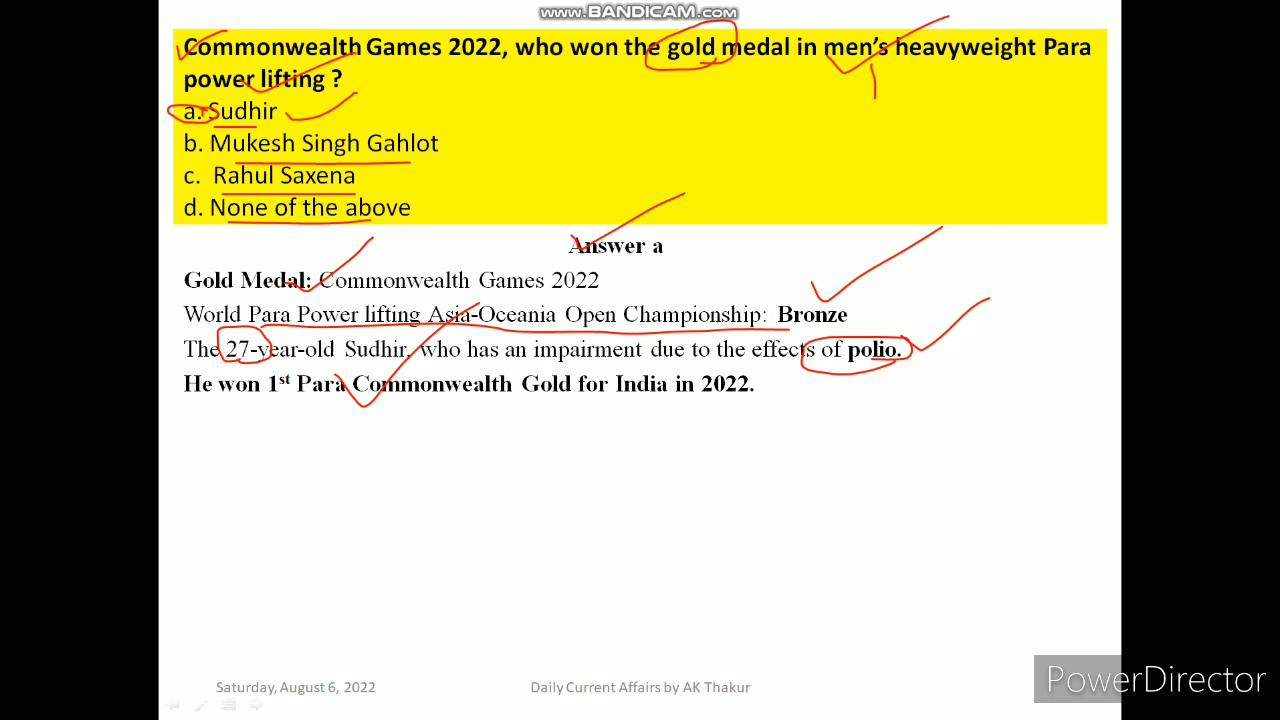 WWW.BANDICAM.COM
Commonwealth Games 2022, who won the gold medal in men's heavyweight Para
power lifting ?
a. Sudhir
b. Mukesh Singh Gahlot
c. Rahul Saxena
d. None of the above
Answer a
Gold Medal: Commonwealth Games 2022
World Para Power lifting Asia-Oceania Open Championship: Bronze
The 27-year-old Sudhir, who has an impairment due to the effects of polio.
He won 1st Para Commonwealth Gold for India in 2022.
Saturday, August 6, 2022 Daily Current Affairs by AK Thakur
PowerDirector